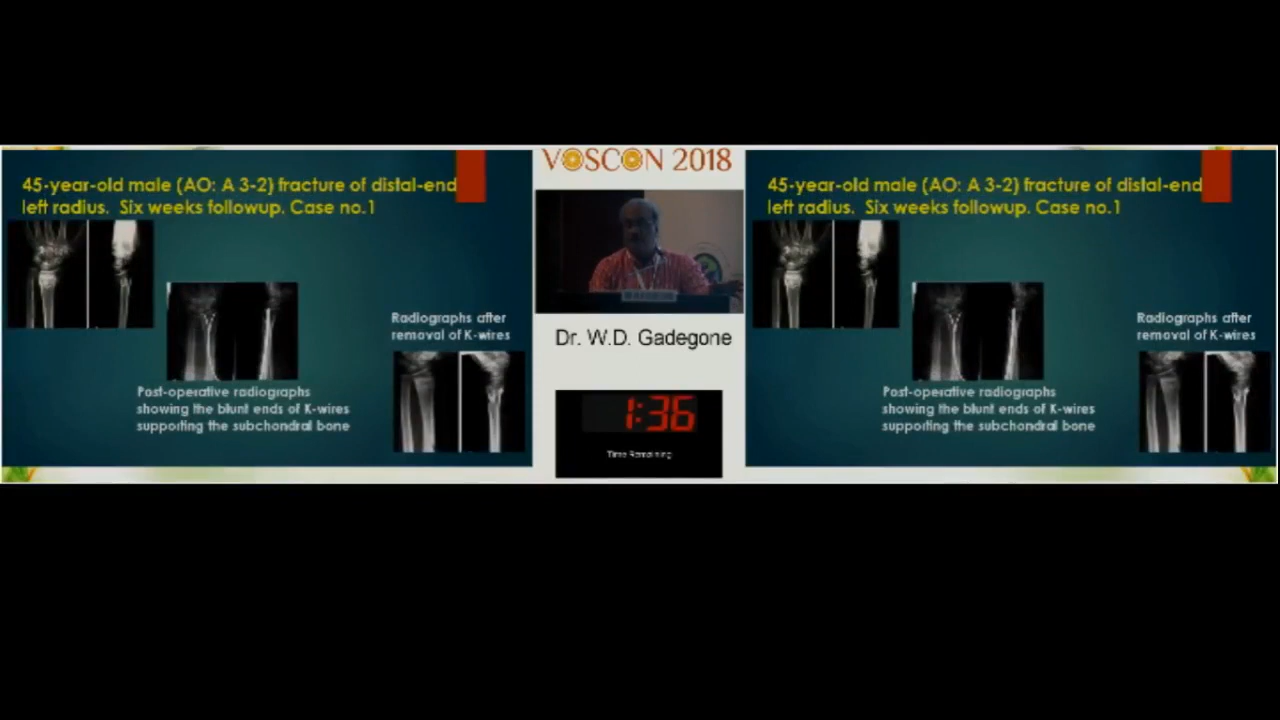 45-year-old male (AO: A 3-2) fracture of distal-end
left radius. Six weeks followup. Case no.1
Radiographs after
removal of K-wires
Post-operative radiographs
showing the blunt ends of K-wires
supporting the subchondral bone
VOSCON 2018
Dr. W.D. Gadegone
1:36
Time Remaining
45-year-old male (AO: A 3-2) fracture of distal-end
left radius. Six weeks followup. Case no.1
Radiographs after
removal of K-wires
Post-operative radiographs
showing the blunt ends of K-wires
supporting the subchondral bone